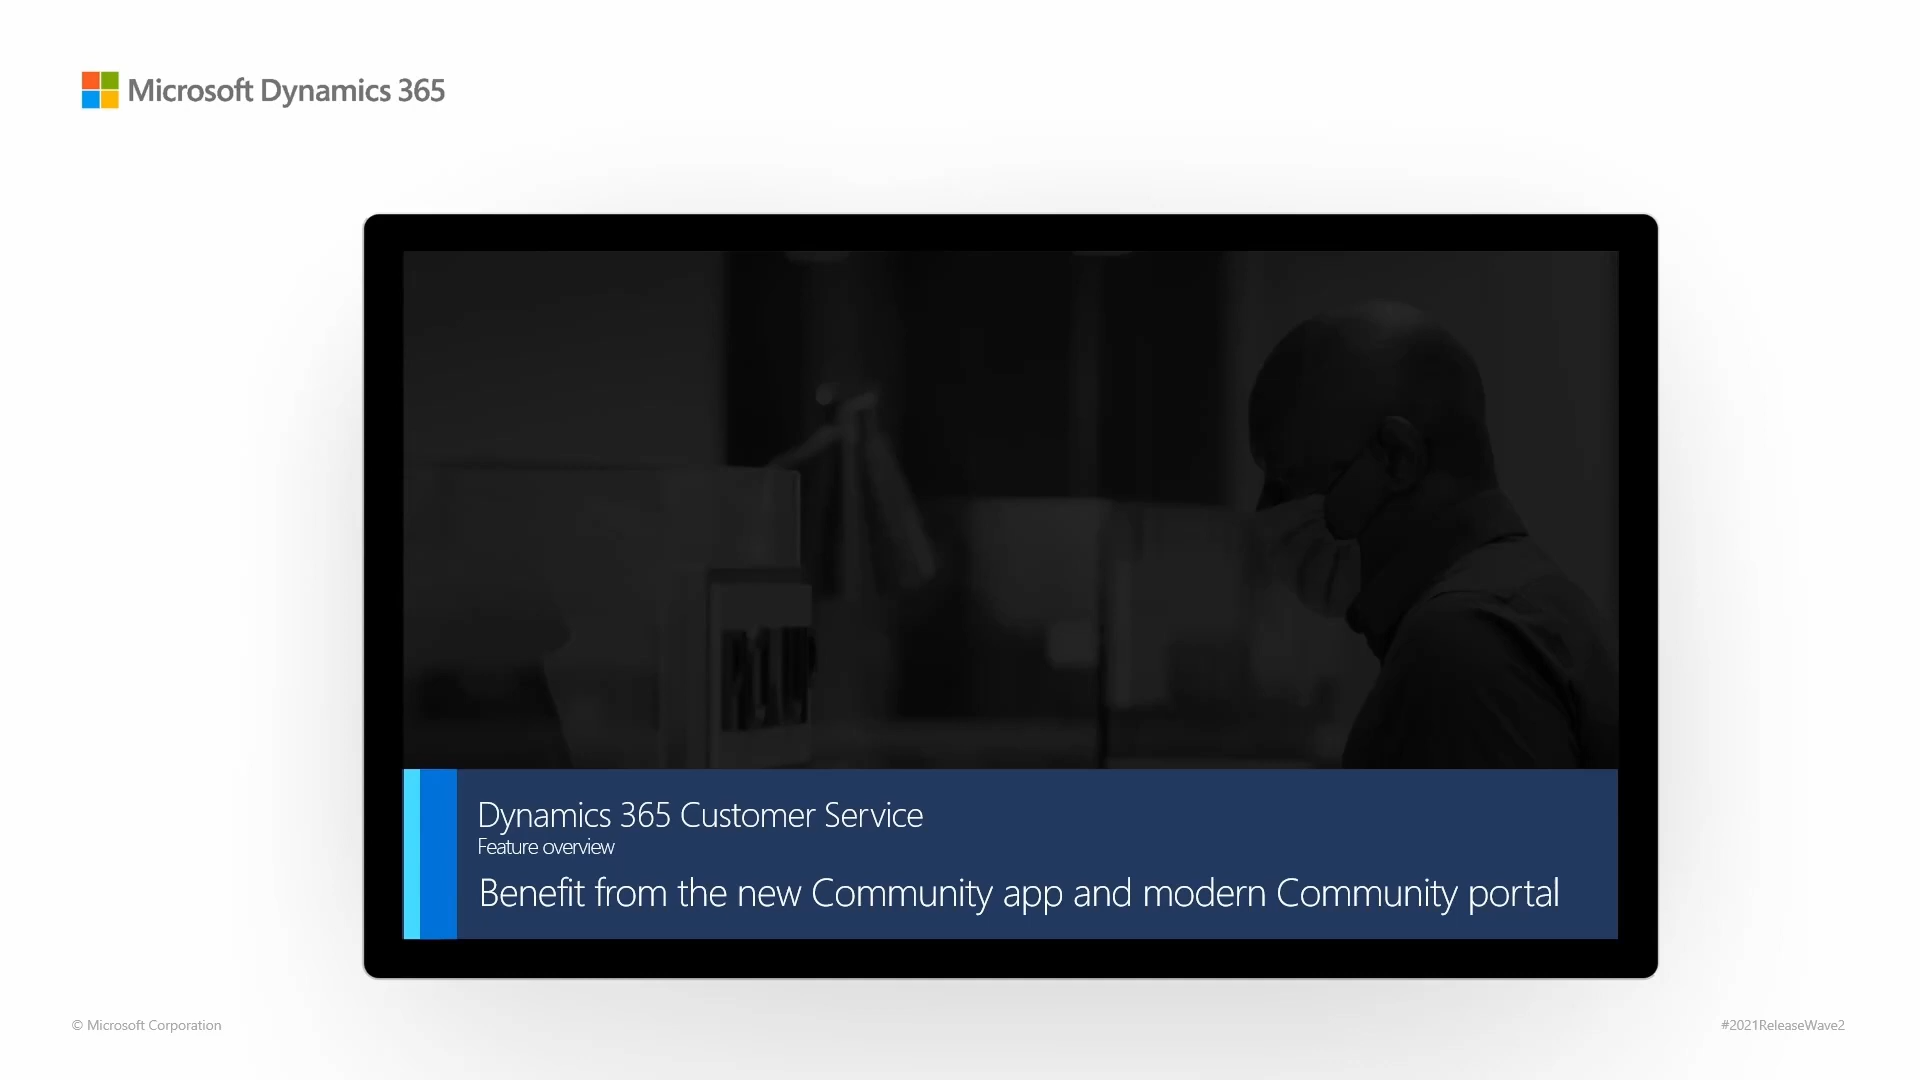 Microsoft Dynamics 365
Dynamics 365 Customer Service
Feature overview
Benefit from the new Community app and modern Community portal
© Microsoft Corporation
#2021ReleaseWave2